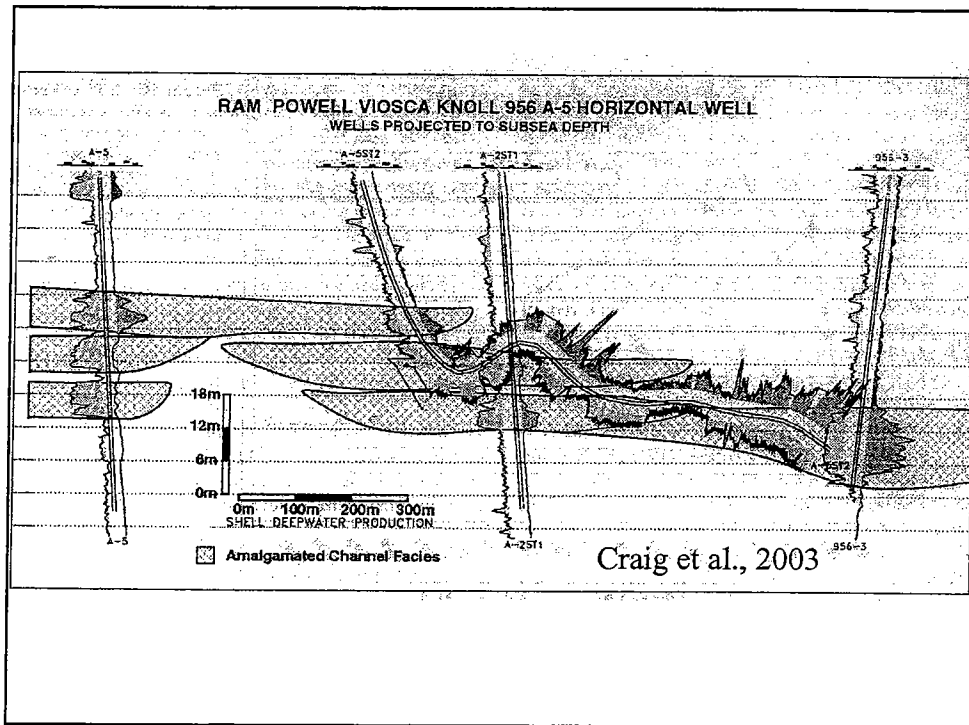 RAM POWELL VIOSCA KNOLL 956 A-5 HORIZONTAL WELL
WELLS PROJECTED TO SUBSEA DEPTH
A-5
A-5ST2
A-2ST1
956-3
18m
12m
6m
0m
0m 100m 200m 300m
SHELL DEEPWATER PRODUCTION
A-5
A-2ST1
956-3
Amalgamated Channel Facies
Craig et al., 2003